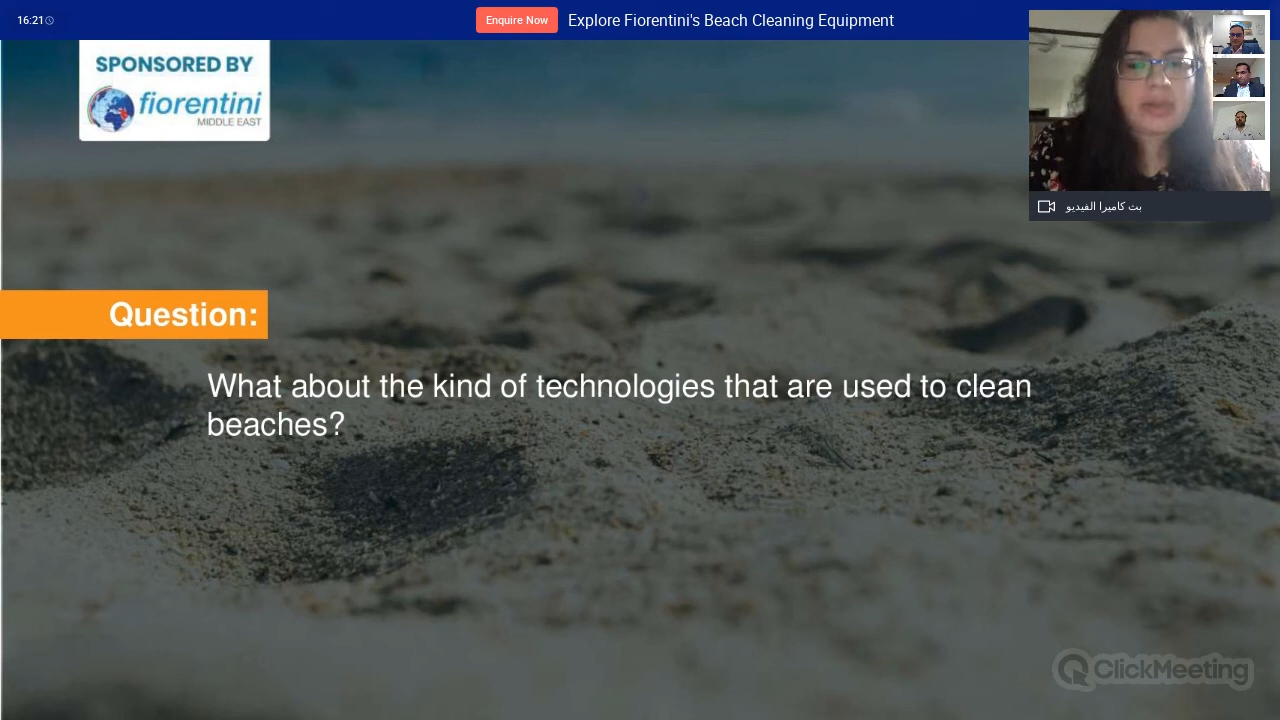 16:21
Enquire Now
Explore Fiorentini's Beach Cleaning Equipment
SPONSORED BY
fiorentini
MIDDLE EAST
بث كاميرا الفيديو
Question:
What about the kind of technologies that are used to clean
beaches?
ClickMeeting